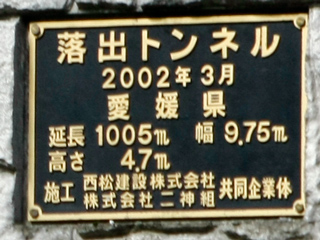 落出トンネル
2002年3月
愛媛県
延長 1005m 幅 9.75m
高さ 4.7m
施工 西松建設株式会社 共同企業体
株式会社二神組